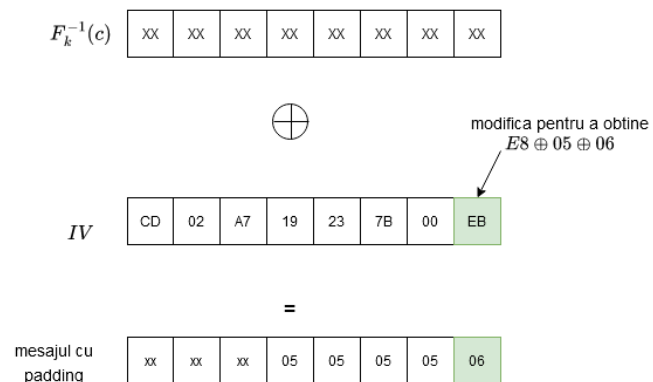 F_k^{-1}(c) XX XX XX XX XX XX XX XX
⊕
modifica pentru a obtine
E8 ⊕ 05 ⊕ 06
IV CD 02 A7 19 23 7B 00 EB
=
mesajul cu
padding
xx xx xx 05 05 05 05 06